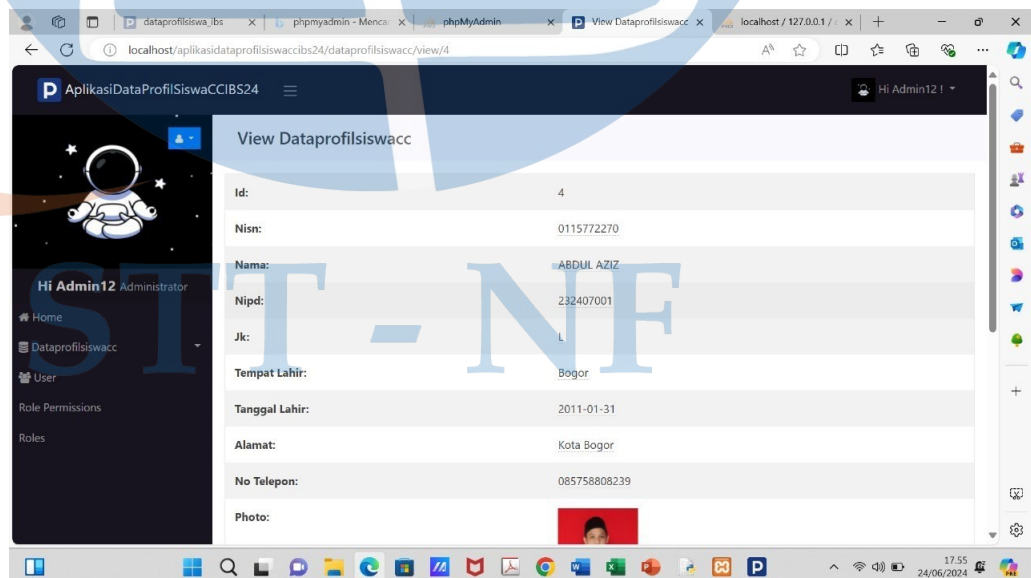 dataprofilsiswa_ibs
phpmyadmin - Menca
phpMyAdmin
View Dataprofilsiswacc
localhost / 127.0.0.1 /
localhost/aplikasidataprofilsiswaccibs24/dataprofilsiswacc/view/4
AplikasiDataProfilSiswaCCIBS24
Hi Admin12 !
View Dataprofilsiswacc
Id: 4
Nisn: 0115772270
Nama: ABDUL AZIZ
Hi Admin12 Administrator
Nipd: 232407001
Home
Jk: L
Dataprofilsiswacc
Tempat Lahir: Bogor
User
Tanggal Lahir: 2011-01-31
Role Permissions
Alamat: Kota Bogor
Roles
No Telepon: 085758808239
Photo:
STT - NF
17.55
24/06/2024